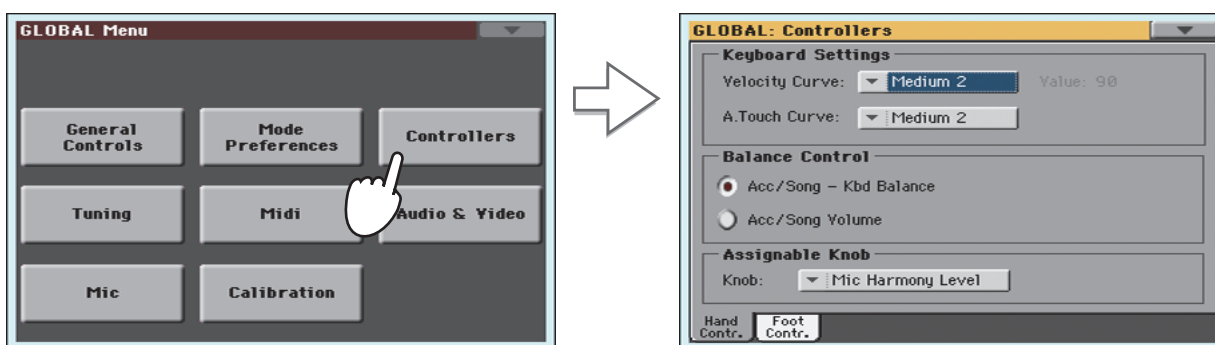 GLOBAL Menu
General
Controls
Mode
Preferences
Controllers
Tuning
Midi
Audio & Video
Mic
Calibration
GLOBAL: Controllers
Keyboard Settings
Velocity Curve: Medium 2 Value: 90
A.Touch Curve: Medium 2
Balance Control
Acc/Song – Kbd Balance
Acc/Song Volume
Assignable Knob
Knob: Mic Harmony Level
Hand
Contr.
Foot
Contr.